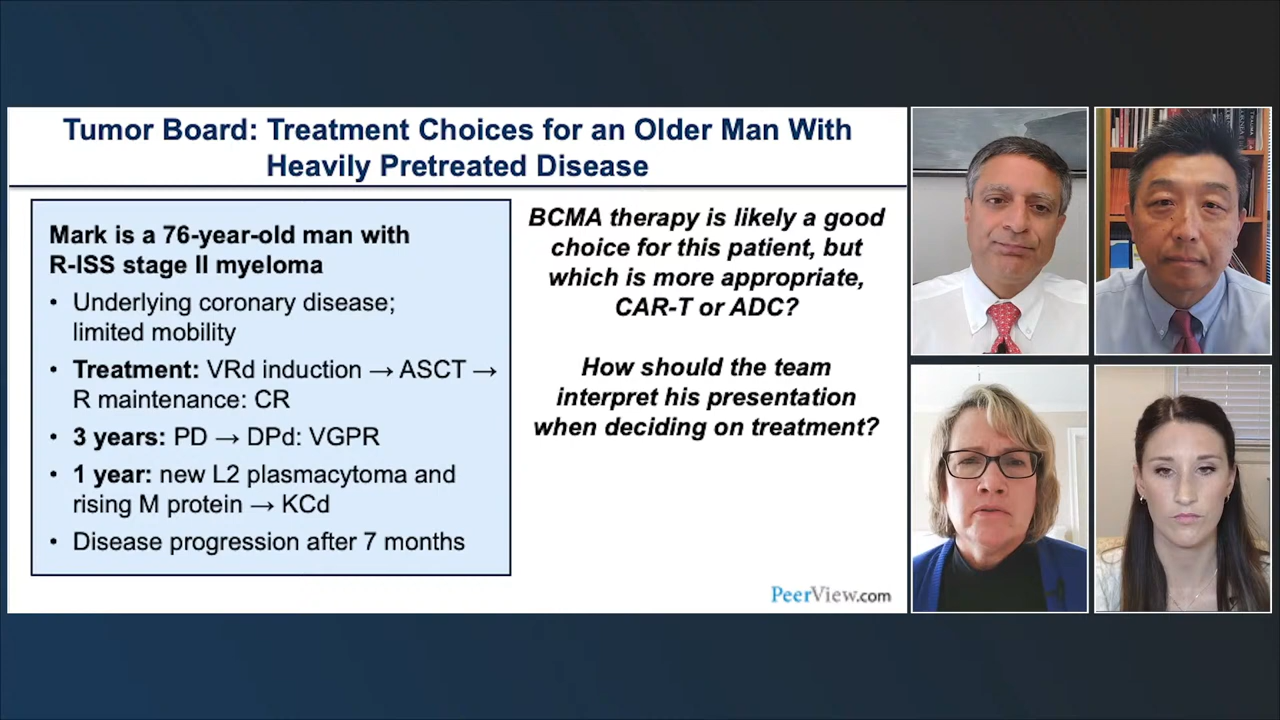 Tumor Board: Treatment Choices for an Older Man With
Heavily Pretreated Disease
Mark is a 76-year-old man with
R-ISS stage II myeloma
• Underlying coronary disease;
limited mobility
• Treatment: VRd induction → ASCT →
R maintenance: CR
• 3 years: PD → DPd: VGPR
• 1 year: new L2 plasmacytoma and
rising M protein → KCd
• Disease progression after 7 months
BCMA therapy is likely a good
choice for this patient, but
which is more appropriate,
CAR-T or ADC?
How should the team
interpret his presentation
when deciding on treatment?
PeerView.com